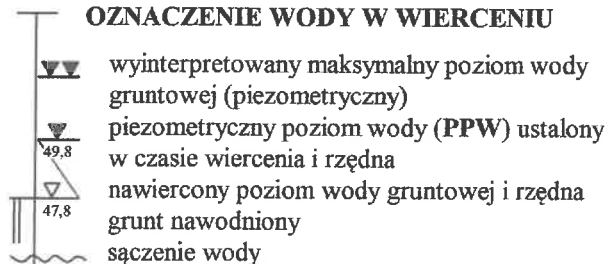 OZNACZENIE WODY W WIERCENIU
wyinterpretowany maksymalny poziom wody
gruntowej (piezometryczny)
piezometryczny poziom wody (PPW) ustalony
49,8
w czasie wiercenia i rzędna
nawiercony poziom wody gruntowej i rzędna
47,8
grunt nawodniony
sączenie wody